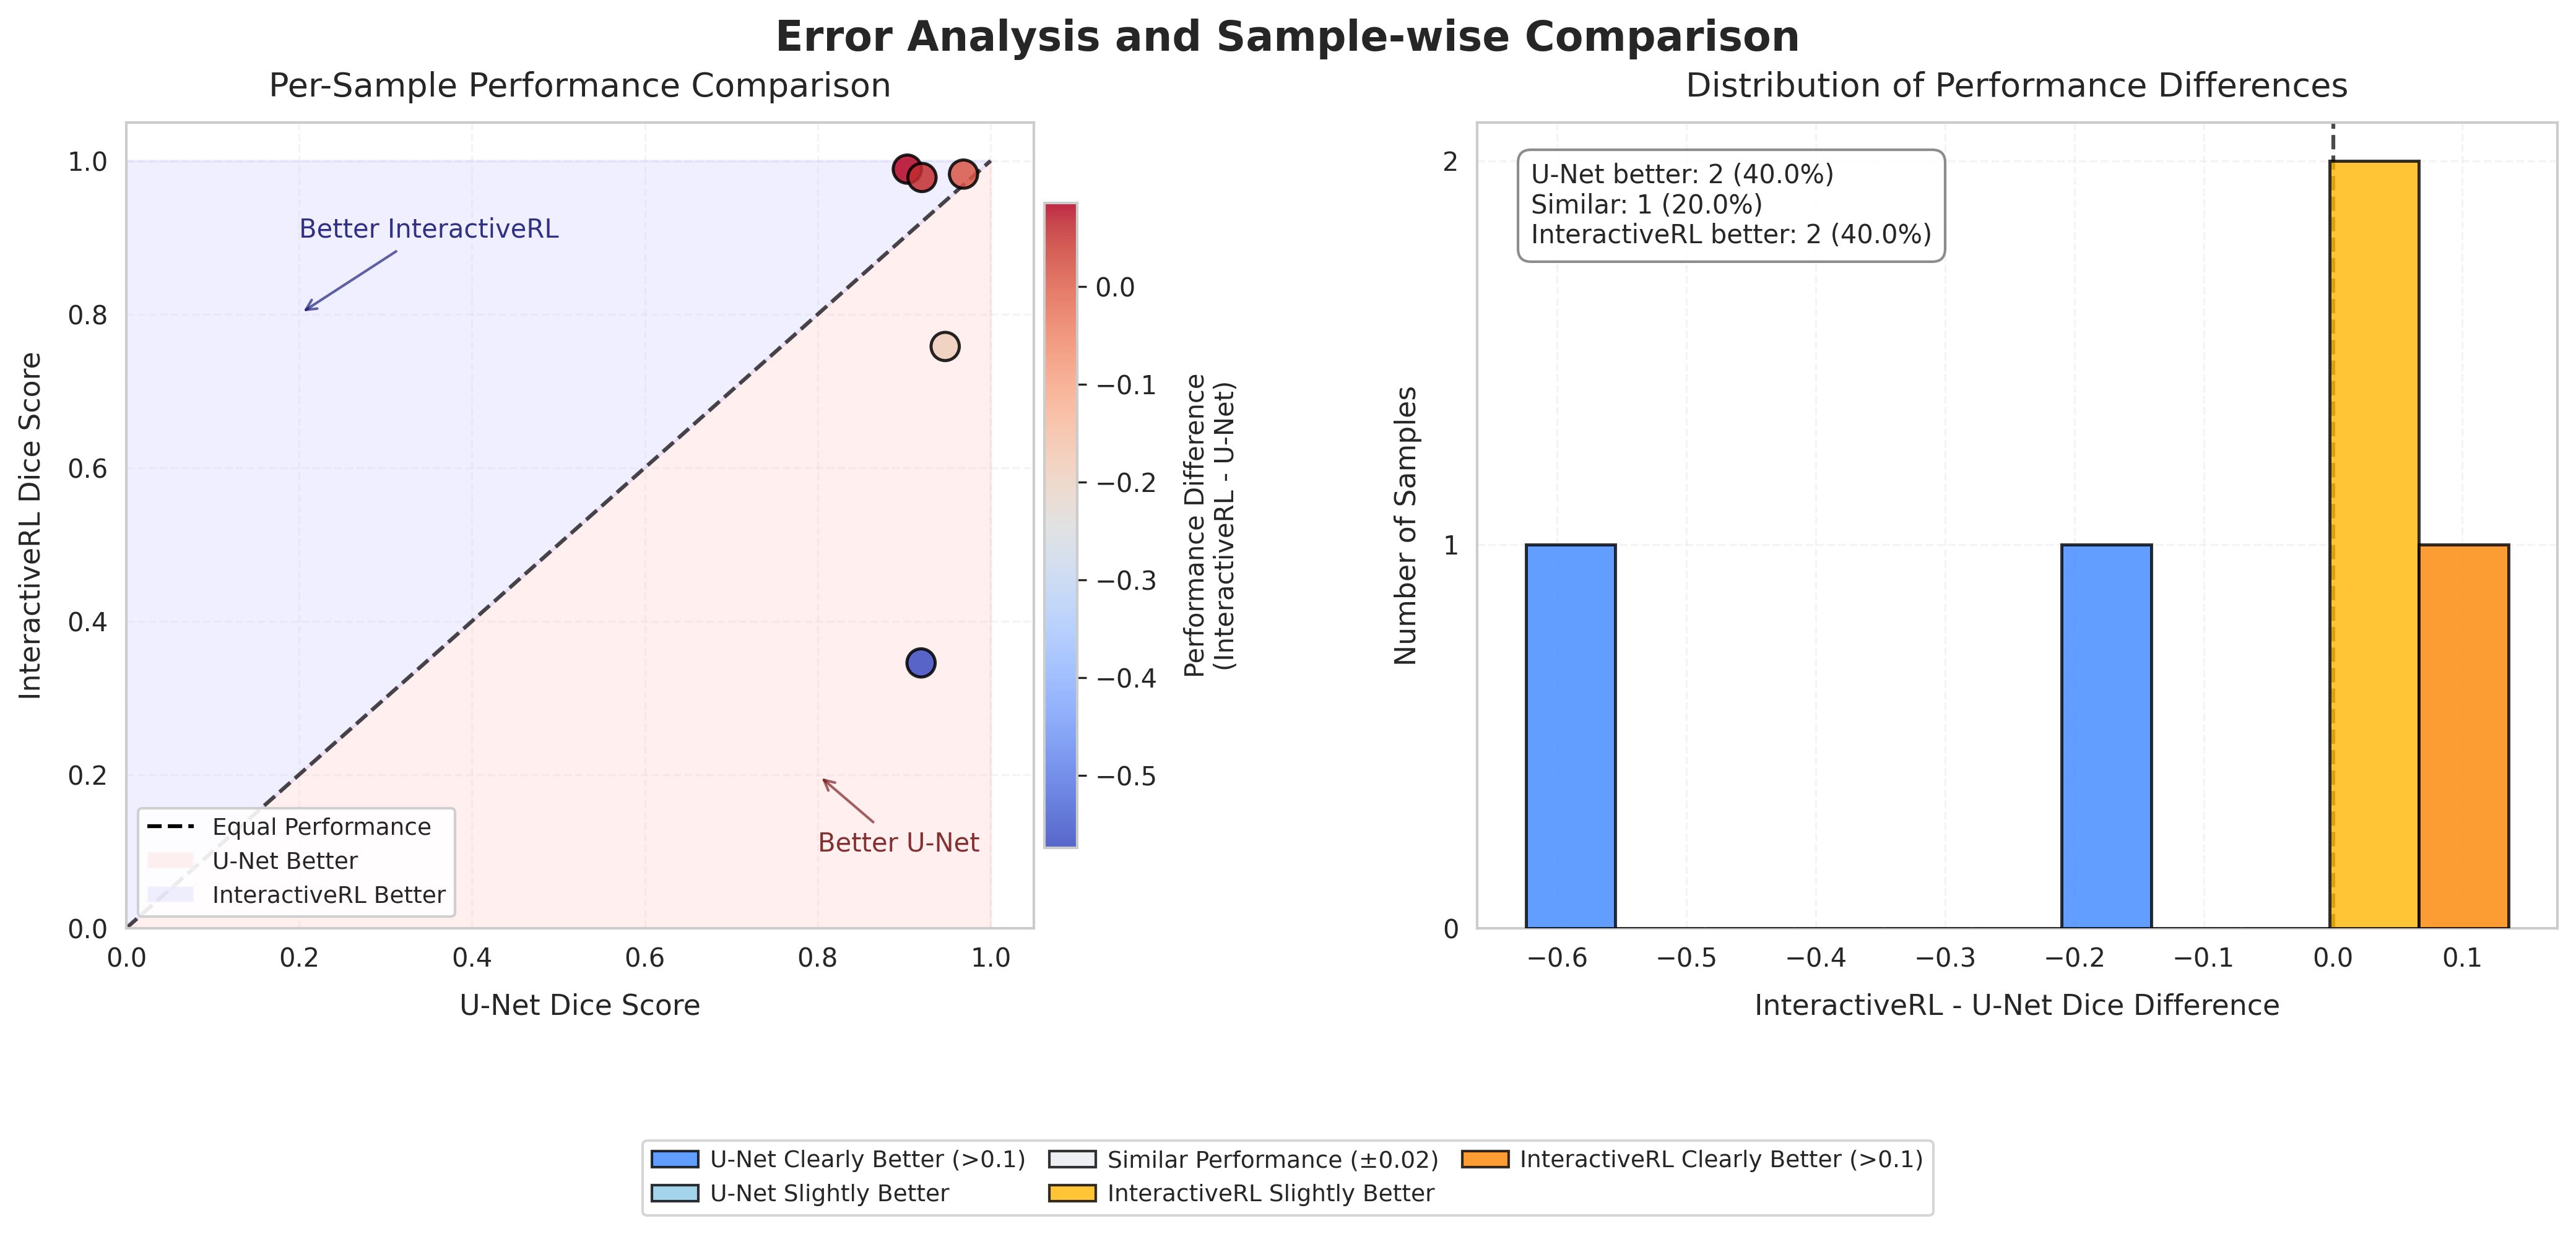 Error Analysis and Sample-wise Comparison
Per-Sample Performance Comparison
1.0
0.8
0.6
0.4
0.2
0.0
InteractiveRL Dice Score
Better InteractiveRL
Better U-Net
Equal Performance
U-Net Better
InteractiveRL Better
0.0
0.2
0.4
0.6
0.8
1.0
U-Net Dice Score
0.0
−0.1
−0.2
−0.3
−0.4
−0.5
Performance Difference
(InteractiveRL - U-Net)
Distribution of Performance Differences
2
1
0
Number of Samples
U-Net better: 2 (40.0%)
Similar: 1 (20.0%)
InteractiveRL better: 2 (40.0%)
−0.6
−0.5
−0.4
−0.3
−0.2
−0.1
0.0
0.1
InteractiveRL - U-Net Dice Difference
U-Net Clearly Better (>0.1)
U-Net Slightly Better
Similar Performance (±0.02)
InteractiveRL Slightly Better
InteractiveRL Clearly Better (>0.1)